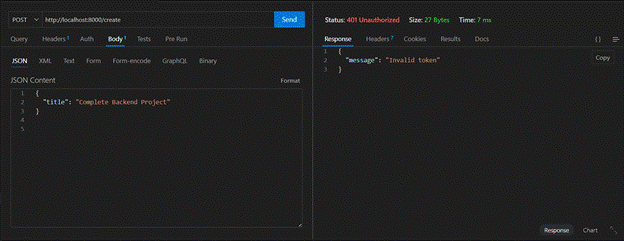 POST http://localhost:8000/create Send
Query Headers 1 Auth Body 1 Tests Pre Run
JSON XML Text Form Form-encode GraphQL Binary
JSON Content Format
1 {
2 "title": "Complete Backend Project"
3 }
4
5
Status: 401 Unauthorized Size: 27 Bytes Time: 7 ms
Response Headers 7 Cookies Results Docs { }
1 {
2 "message": "Invalid token"
3 }
Copy
Response Chart